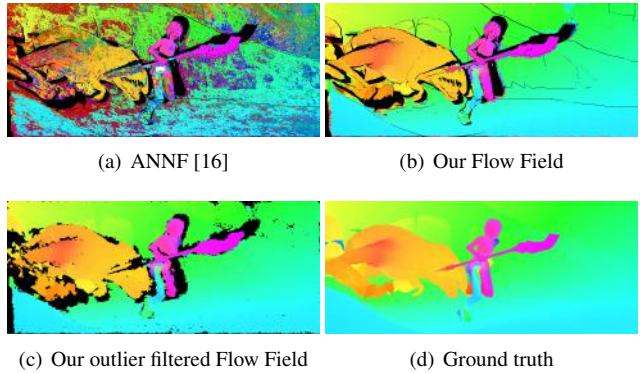 (a) ANNF [16]
(b) Our Flow Field
(c) Our outlier filtered Flow Field
(d) Ground truth